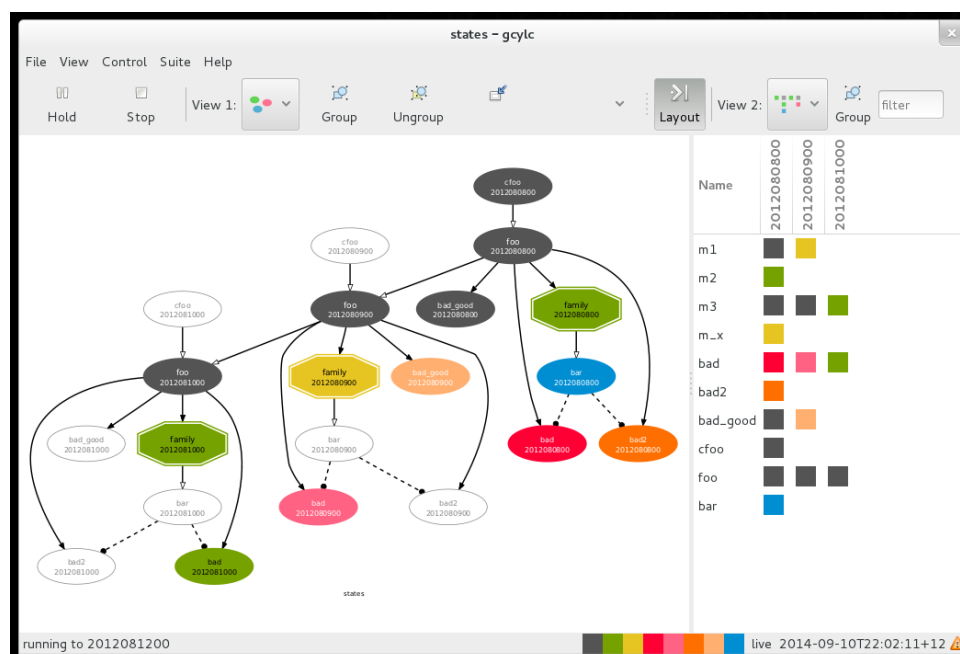 states – gcylc
File View Control Suite Help
Hold
Stop
View 1:
Group
Ungroup
Layout
View 2:
Group
filter
cfoo
2012080800
foo
2012080800
cfoo
2012080900
foo
2012080900
bad_good
2012080800
family
2012080800
cfoo
2012081000
foo
2012081000
family
2012080900
bad_good
2012080900
bar
2012080800
bad_good
2012081000
family
2012081000
bar
2012080900
bad
2012080800
bad2
2012080800
bar
2012081000
bad
2012080900
bad2
2012080900
bad2
2012081000
bad
2012081000
states
Name
2012080800
2012080900
2012081000
m1
m2
m3
m_x
bad
bad2
bad_good
cfoo
foo
bar
running to 2012081200
live 2014-09-10T22:02:11+12